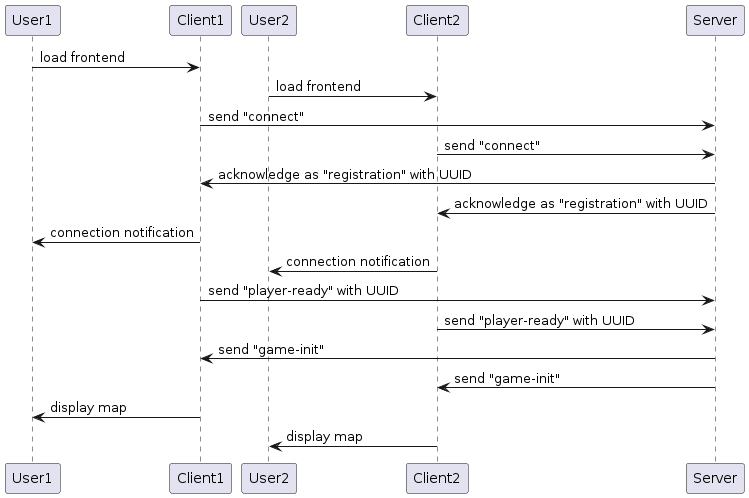 User1 Client1 User2 Client2 Server
load frontend
load frontend
send "connect"
send "connect"
acknowledge as "registration" with UUID
acknowledge as "registration" with UUID
connection notification
connection notification
send "player-ready" with UUID
send "player-ready" with UUID
send "game-init"
send "game-init"
display map
display map
User1 Client1 User2 Client2 Server